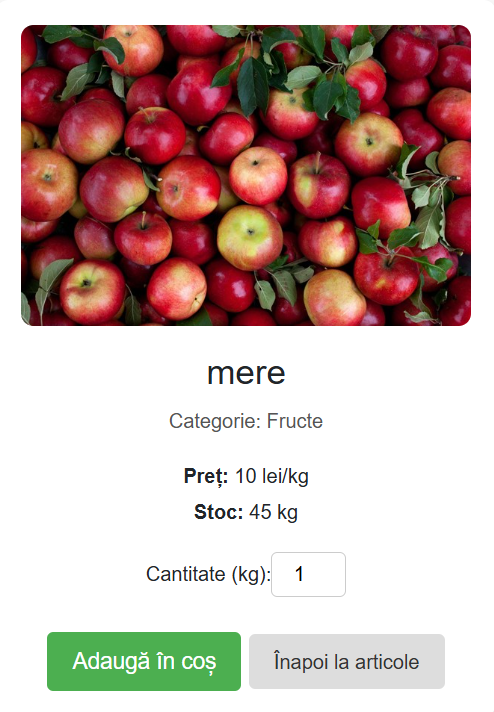 mere
Categorie: Fructe
Preț: 10 lei/kg
Stoc: 45 kg
Cantitate (kg): 1
Adaugă în coș Înapoi la articole